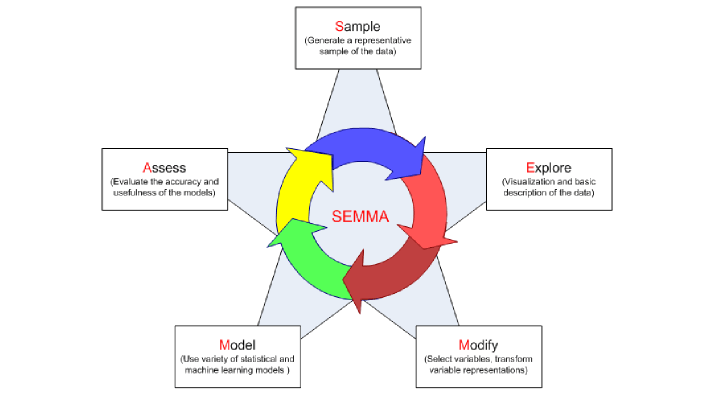 Sample
(Generate a representative
sample of the data)
Assess
(Evaluate the accuracy and
usefulness of the models)
Explore
(Visualization and basic
description of the data)
SEMMA
Model
(Use variety of statistical and
machine learning models )
Modify
(Select variables, transform
variable representations)